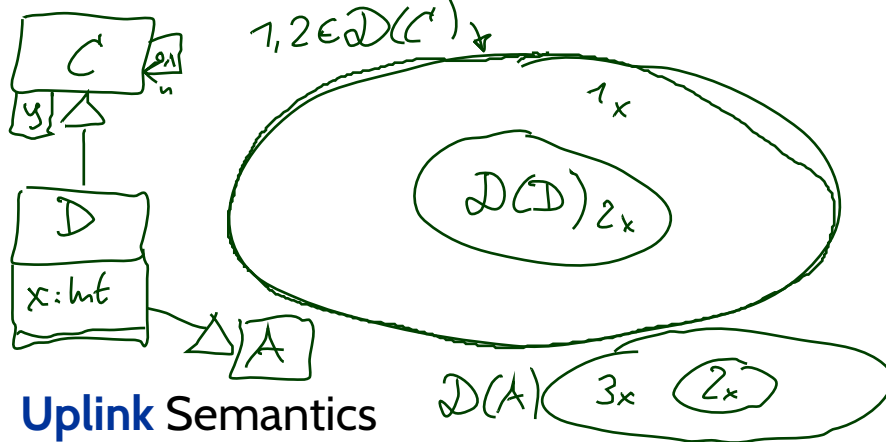 1,2 ∈ 𝒟(C)
C
0,1
n
y
1x
D
𝒟(D) 2x
x: Int
A
𝒟(A) 3x 2x
Uplink Semantics